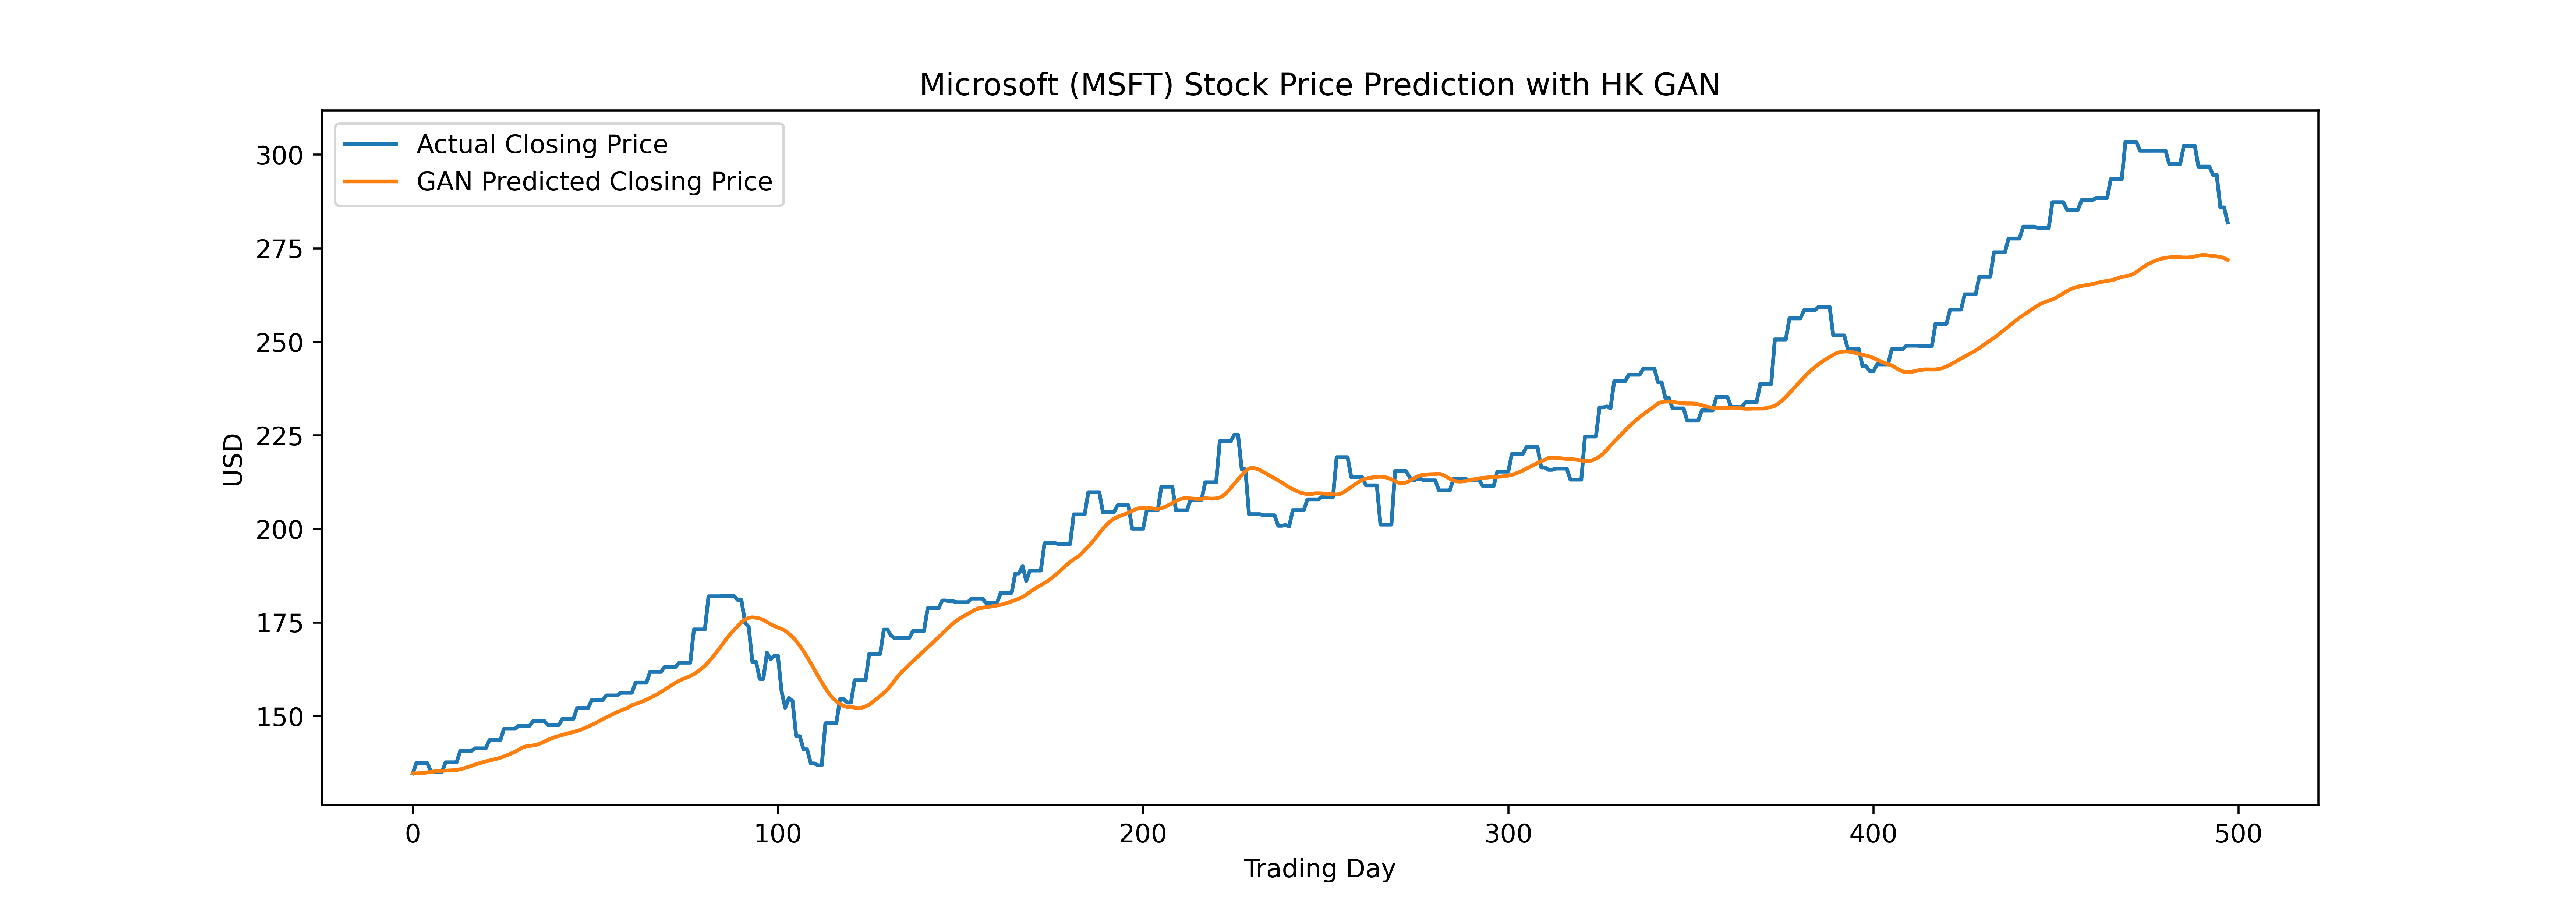 Microsoft (MSFT) Stock Price Prediction with HK GAN
Actual Closing Price
GAN Predicted Closing Price
300
275
250
225
200
175
150
USD
0 100 200 300 400 500
Trading Day